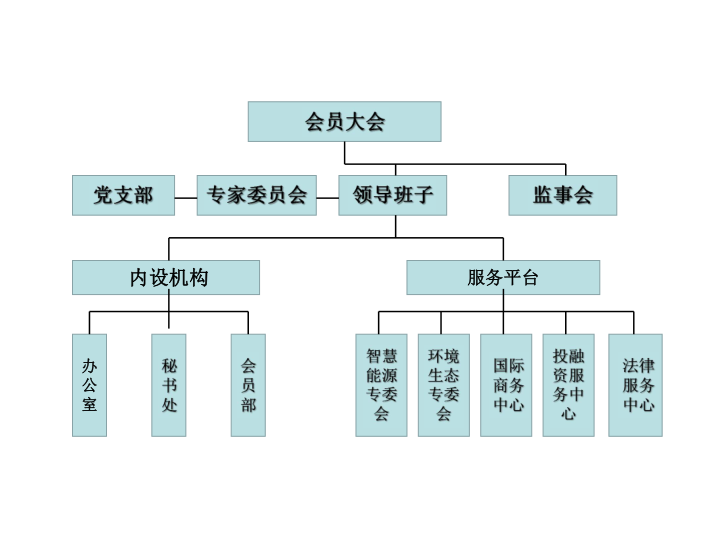 会员大会
党支部
专家委员会
领导班子
监事会
内设机构
服务平台
办
公
室
秘
书
处
会
员
部
智慧
能源
专委
会
环境
生态
专委
会
国际
商务
中心
投融
资服
务中
心
法律
服务
中心